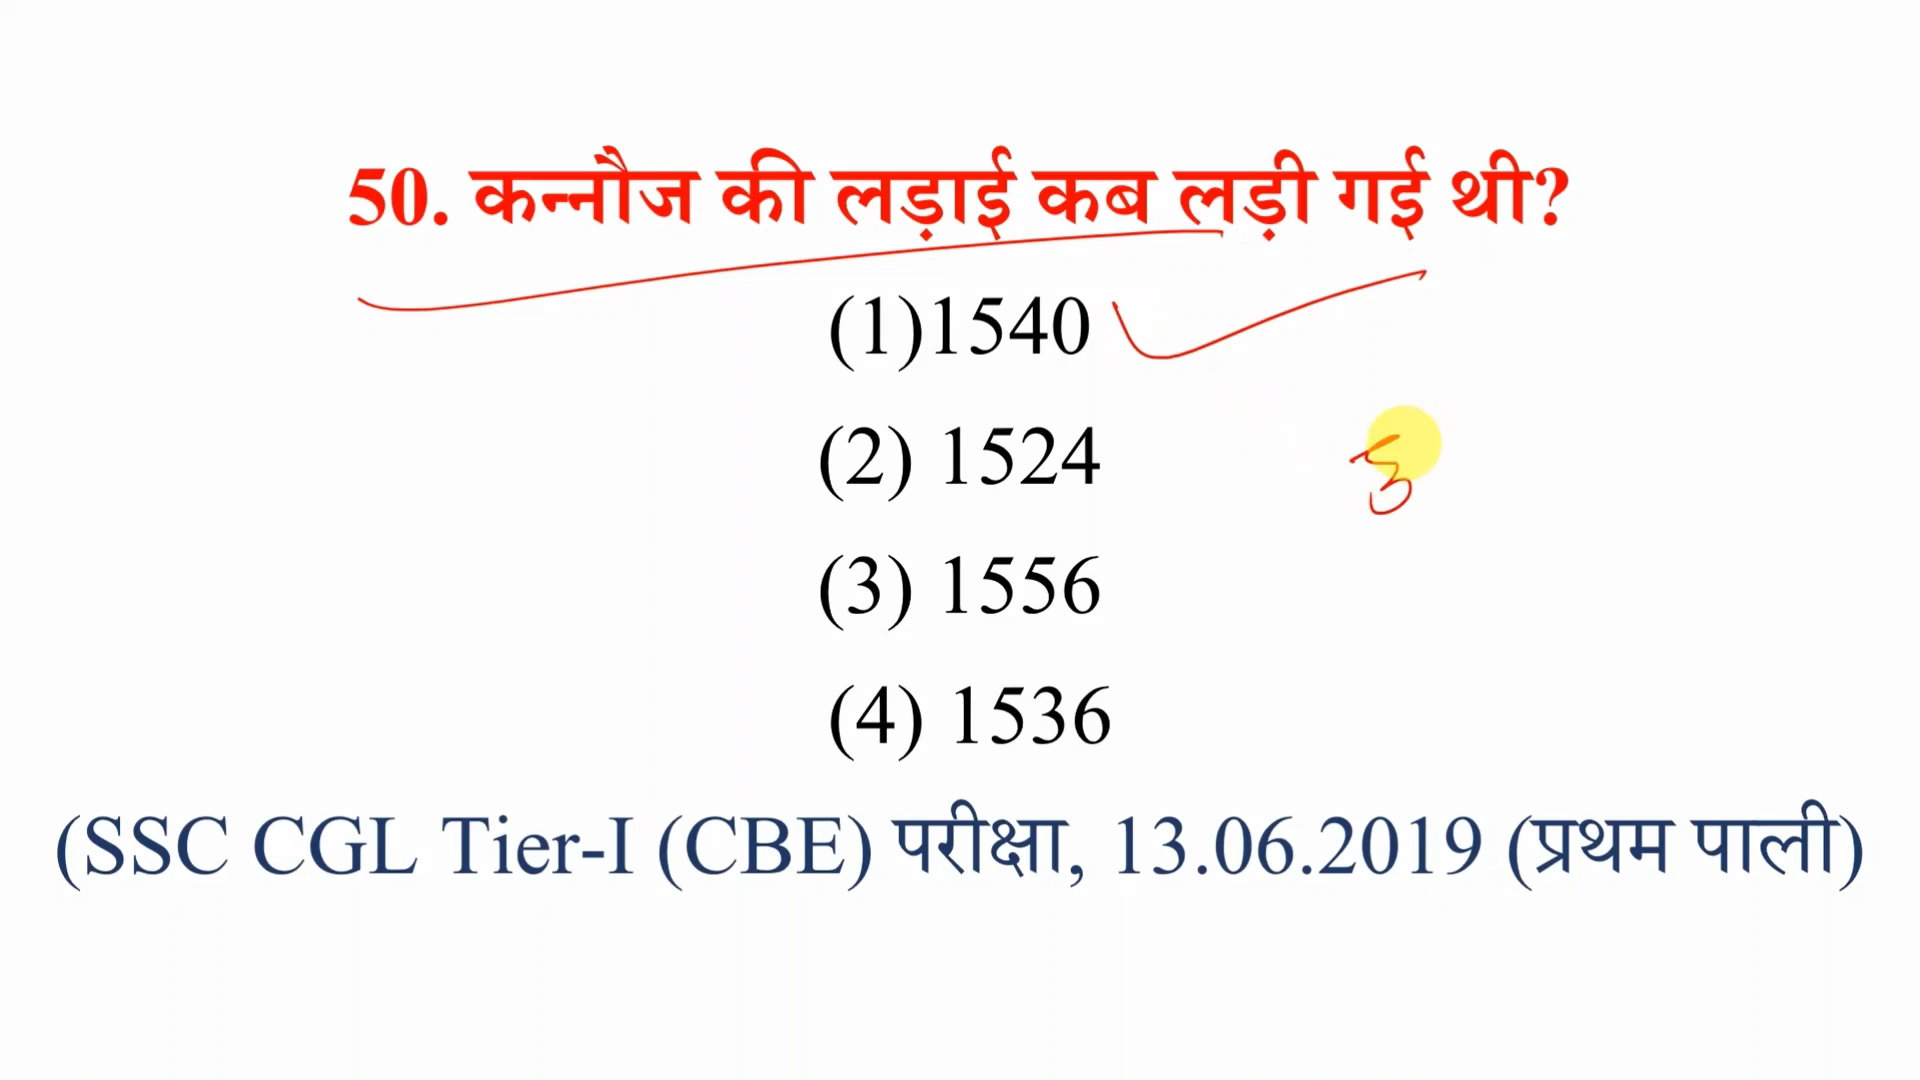 50. कन्नौज की लड़ाई कब लड़ी गई थी?
(1)1540
(2) 1524
(3) 1556
(4) 1536
(SSC CGL Tier-I (CBE) परीक्षा, 13.06.2019 (प्रथम पाली)